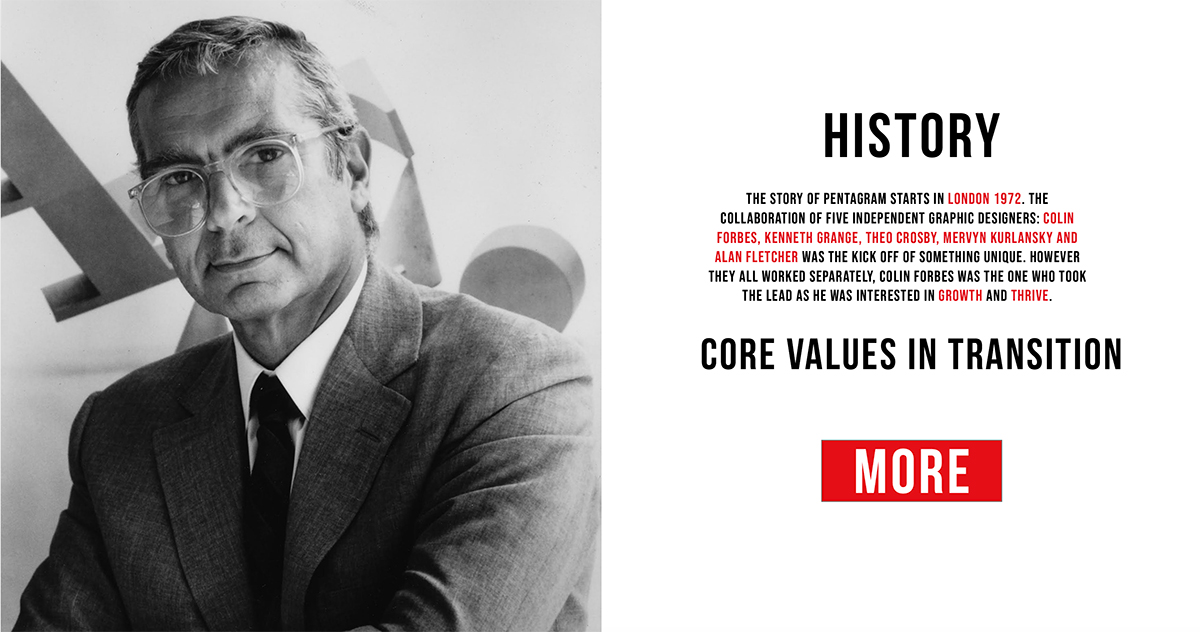 HISTORY
THE STORY OF PENTAGRAM STARTS IN LONDON 1972. THE
COLLABORATION OF FIVE INDEPENDENT GRAPHIC DESIGNERS: COLIN
FORBES, KENNETH GRANGE, THEO CROSBY, MERVYN KURLANSKY AND
ALAN FLETCHER WAS THE KICK OFF OF SOMETHING UNIQUE. HOWEVER
THEY ALL WORKED SEPARATELY, COLIN FORBES WAS THE ONE WHO TOOK
THE LEAD AS HE WAS INTERESTED IN GROWTH AND THRIVE.
CORE VALUES IN TRANSITION
MORE